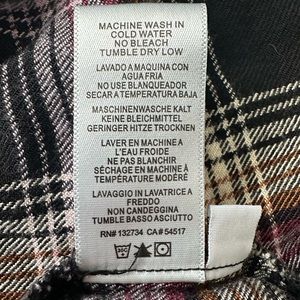 MACHINE WASH IN
COLD WATER
NO BLEACH
TUMBLE DRY LOW
LAVADO A MAQUINA CON
AGUA FRIA
NO USE BLANQUEADOR
SECAR A TEMPARATURA BAJA
MASCHINENWÄSCHE KALT
KEINE BLEICHMITTEL
GERINGER HITZE TROCKNEN
LAVER EN MACHINE A
L'EAU FROIDE
NE PAS BLANCHIR
SÉCHAGE EN MACHINE À
TEMPÉRATURE MODÉRÉ
LAVAGGIO IN LAVATRICE A
FREDDO
NON CANDEGGINA
TUMBLE BASSO ASCIUTTO
RN# 132734 CA# 54517